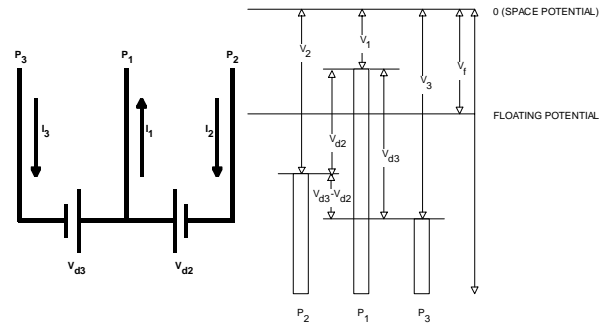 P3 P1 P2
I3 I1 I2
Vd3 Vd2
0 (SPACE POTENTIAL)
V2 V1 V3 Vf
FLOATING POTENTIAL
Vd2 Vd3
Vd3-Vd2
P2 P1 P3